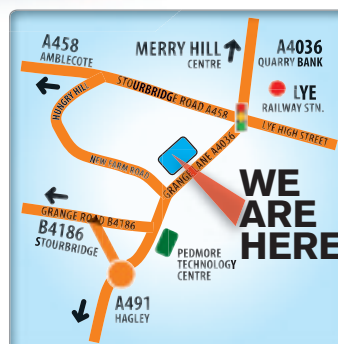 A458
AMBLECOTE
MERRY HILL
CENTRE
A4036
QUARRY BANK
LYE
RAILWAY STN.
STOURBRIDGE ROAD A458
HUNGRY HILL
LYE HIGH STREET
NEW FARM ROAD
GRANGE LANE A4036
WE
ARE
HERE
GRANGE ROAD B4186
B4186
STOURBRIDGE
PEDMORE
TECHNOLOGY
CENTRE
A491
HAGLEY